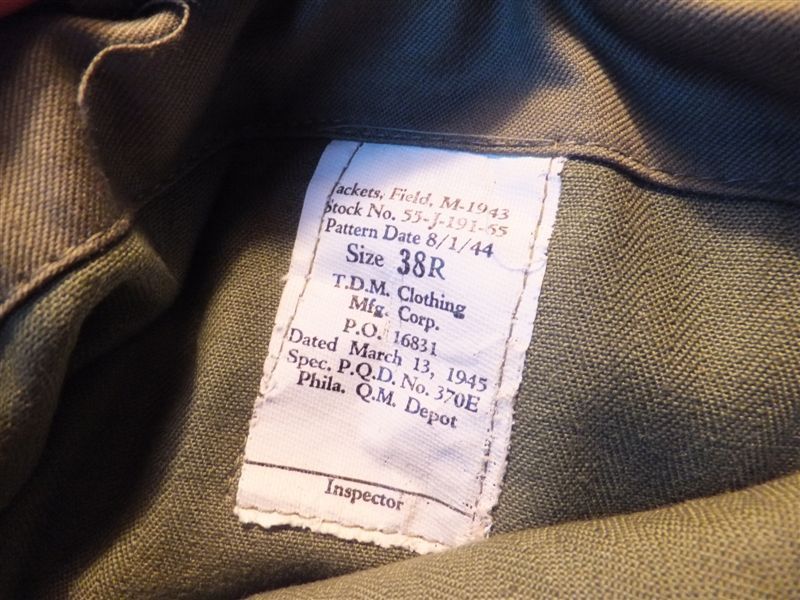 Jackets, Field, M-1943
Stock No. 55-J-191-65
Pattern Date 8/1/44
Size 38R
T.D.M. Clothing
Mfg. Corp.
P.O. 16831
Dated March 13, 1945
Spec. P.Q.D. No. 370E
Phila. Q.M. Depot
Inspector